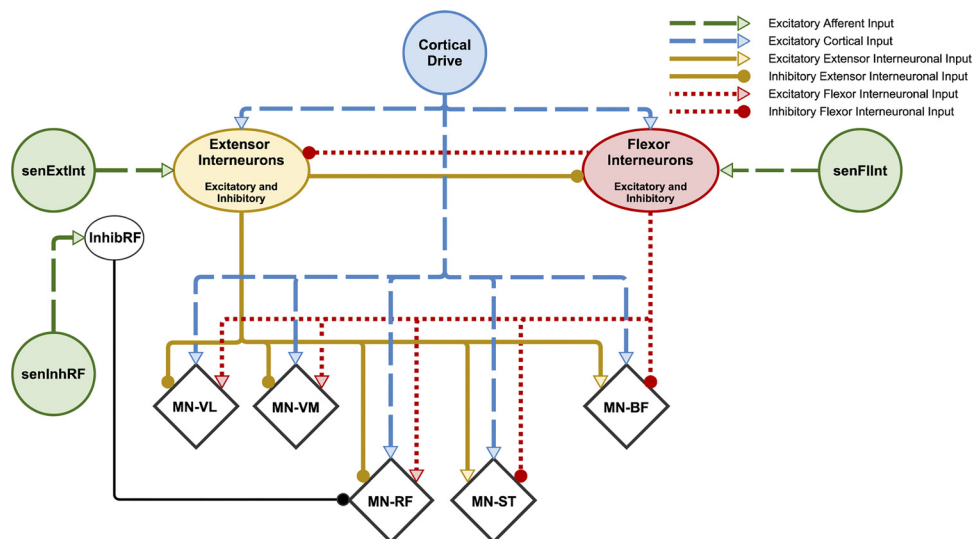 Cortical
Drive
Excitatory Afferent Input
Excitatory Cortical Input
Excitatory Extensor Interneuronal Input
Inhibitory Extensor Interneuronal Input
Excitatory Flexor Interneuronal Input
Inhibitory Flexor Interneuronal Input
senExtInt
Extensor
Interneurons
Excitatory and
Inhibitory
Flexor
Interneurons
Excitatory and
Inhibitory
senFlInt
InhibRF
senInhRF
MN-VL
MN-VM
MN-BF
MN-RF
MN-ST